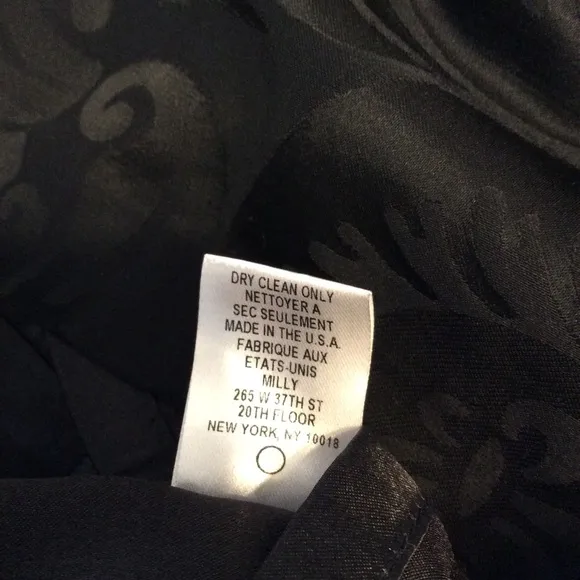 DRY CLEAN ONLY
NETTOYER A
SEC SEULEMENT
MADE IN THE U.S.A.
FABRIQUE AUX
ETATS-UNIS
MILLY
265 W 37TH ST
20TH FLOOR
NEW YORK, NY 10018